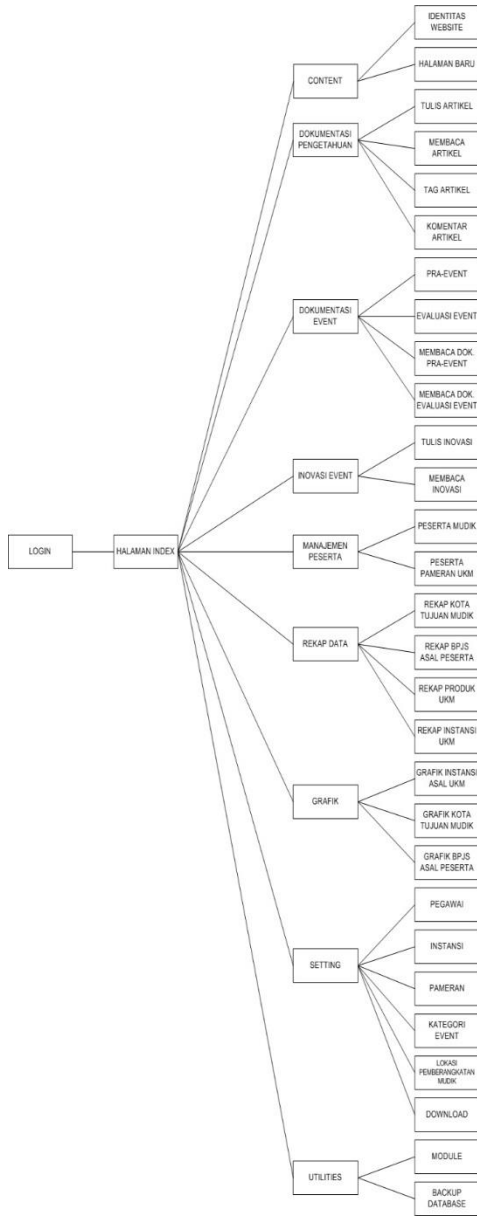 LOGIN
HALAMAN INDEX
CONTENT
IDENTITAS
WEBSITE
HALAMAN BARU
DOKUMENTASI
PENGETAHUAN
TULIS ARTIKEL
MEMBACA
ARTIKEL
TAG ARTIKEL
KOMENTAR
ARTIKEL
DOKUMENTASI
EVENT
PRA-EVENT
EVALUASI EVENT
MEMBACA DOK.
PRA-EVENT
MEMBACA DOK.
EVALUASI EVENT
INOVASI EVENT
TULIS INOVASI
MEMBACA
INOVASI
MANAJEMEN
PESERTA
PESERTA MUDIK
PESERTA
PAMERAN UKM
REKAP DATA
REKAP KOTA
TUJUAN MUDIK
REKAP BPJS
ASAL PESERTA
REKAP PRODUK
UKM
REKAP INSTANSI
UKM
GRAFIK
GRAFIK INSTANSI
ASAL UKM
GRAFIK KOTA
TUJUAN MUDIK
GRAFIK BPJS
ASAL PESERTA
SETTING
PEGAWAI
INSTANSI
PAMERAN
KATEGORI
EVENT
LOKASI
PEMBERANGKATAN
MUDIK
DOWNLOAD
UTILITIES
MODULE
BACKUP
DATABASE